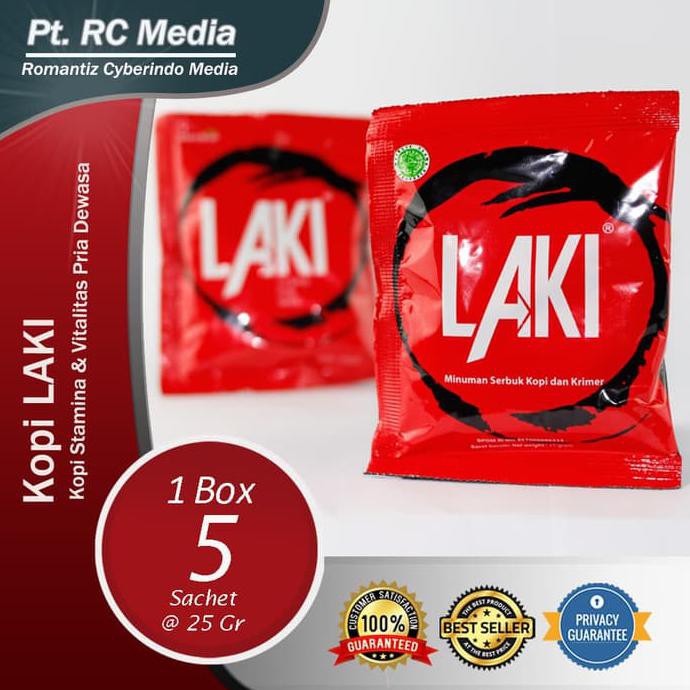 Pt. RC Media
Romantiz Cyberindo Media
Kopi LAKI
Kopi Stamina & Vitalitas Pria Dewasa
LAKI
LAKI®
Minuman Serbuk Kopi dan Krimer
1 Box
5
Sachet
@ 25 Gr
CUSTOMER SATISFACTION
100%
GUARANTEED
THE BEST PRODUCT
BEST SELLER
AT THE BEST PRICE
PRIVACY
GUARANTEE